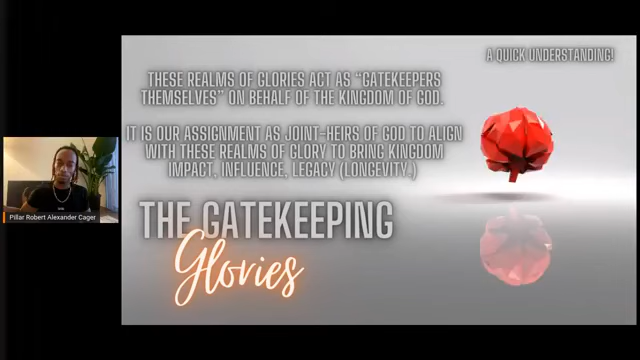 A QUICK UNDERSTANDING!
THESE REALMS OF GLORIES ACT AS "GATEKEEPERS
THEMSELVES" ON BEHALF OF THE KINGDOM OF GOD.
IT IS OUR ASSIGNMENT AS JOINT-HEIRS OF GOD TO ALIGN
WITH THESE REALMS OF GLORY TO BRING KINGDOM
IMPACT, INFLUENCE, LEGACY (LONGEVITY.)
THE GATEKEEPING
Glories
Pillar Robert Alexander Cager